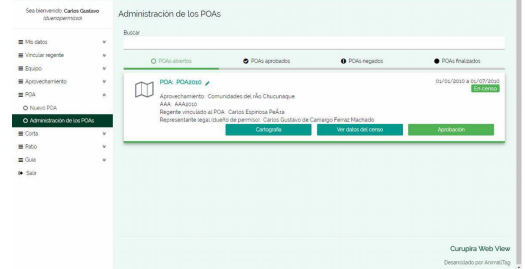 Sea bienvenido, Carlos Gustavo
(duenopermiso)
Mis datos
Vincular regente
Equipo
Aprovechamiento
POA
Nuevo POA
Administración de los POAs
Corta
Patio
Guía
Salir
Administración de los POAs
Buscar
POAs abiertos
POAs aprobados
POAs negados
POAs finalizados
POA: POA2010
01/01/2010 a 01/07/2010
En censo
Aprovechamiento: Comunidades del rÃ­o Chucunaque
AAA: AAA2010
Regente vinculado al POA: Carlos Espinosa PeÃ±a
Representante legal (dueño de permiso): Carlos Gustavo de Camargo Ferraz Machado
Cartografía
Ver datos del censo
Aprobación
Curupira Web View
Desarrollado por AnimallTag